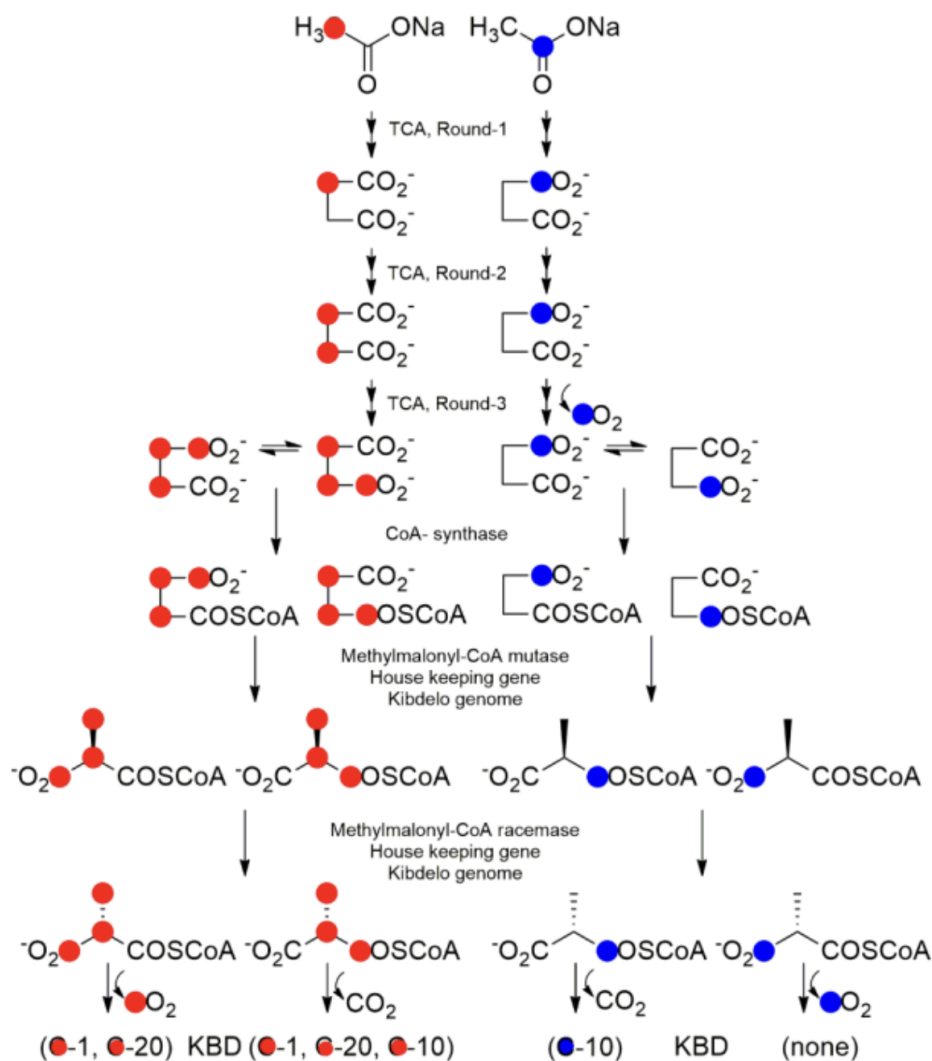 H3 ONa H3C ONa
O O
TCA, Round-1
CO2- O2-
CO2- CO2-
TCA, Round-2
CO2- O2-
CO2- CO2-
TCA, Round-3 O2
O2- CO2- O2- CO2-
CO2- O2- CO2- O2-
CoA- synthase
O2- CO2- O2- CO2-
COSCoA OSCoA COSCoA OSCoA
Methylmalonyl-CoA mutase
House keeping gene
Kibdelo genome
-O2 COSCoA -O2C OSCoA -O2C OSCoA -O2 COSCoA
Methylmalonyl-CoA racemase
House keeping gene
Kibdelo genome
-O2 COSCoA -O2C OSCoA -O2C OSCoA -O2 COSCoA
O2 CO2 CO2 O2
(C-1, C-20) KBD (C-1, C-20, C-10) (C-10) KBD (none)